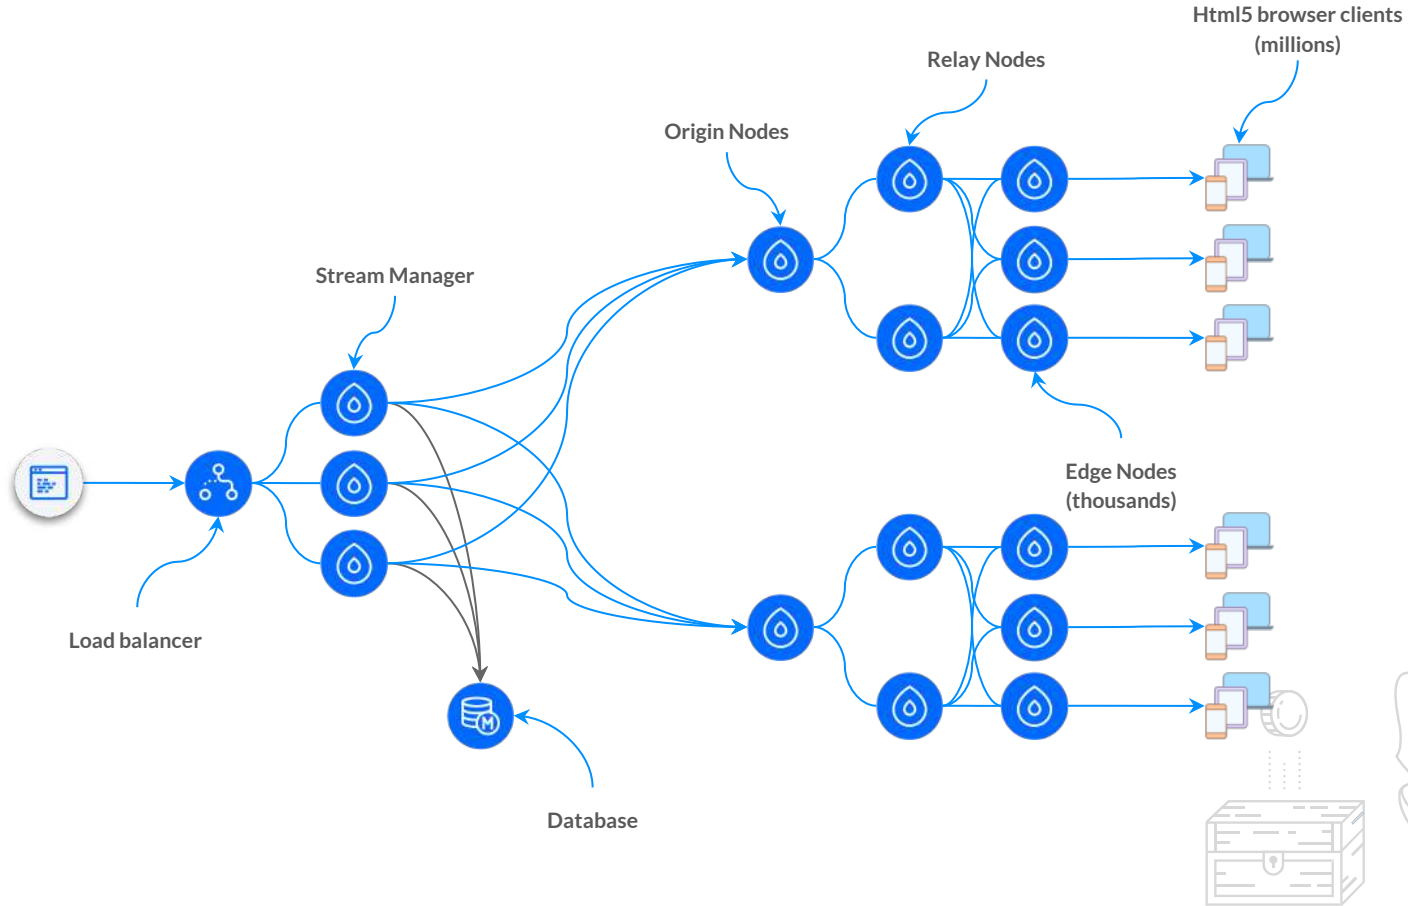 Html5 browser clients
(millions)
Relay Nodes
Origin Nodes
Stream Manager
Edge Nodes
(thousands)
Load balancer
M
Database